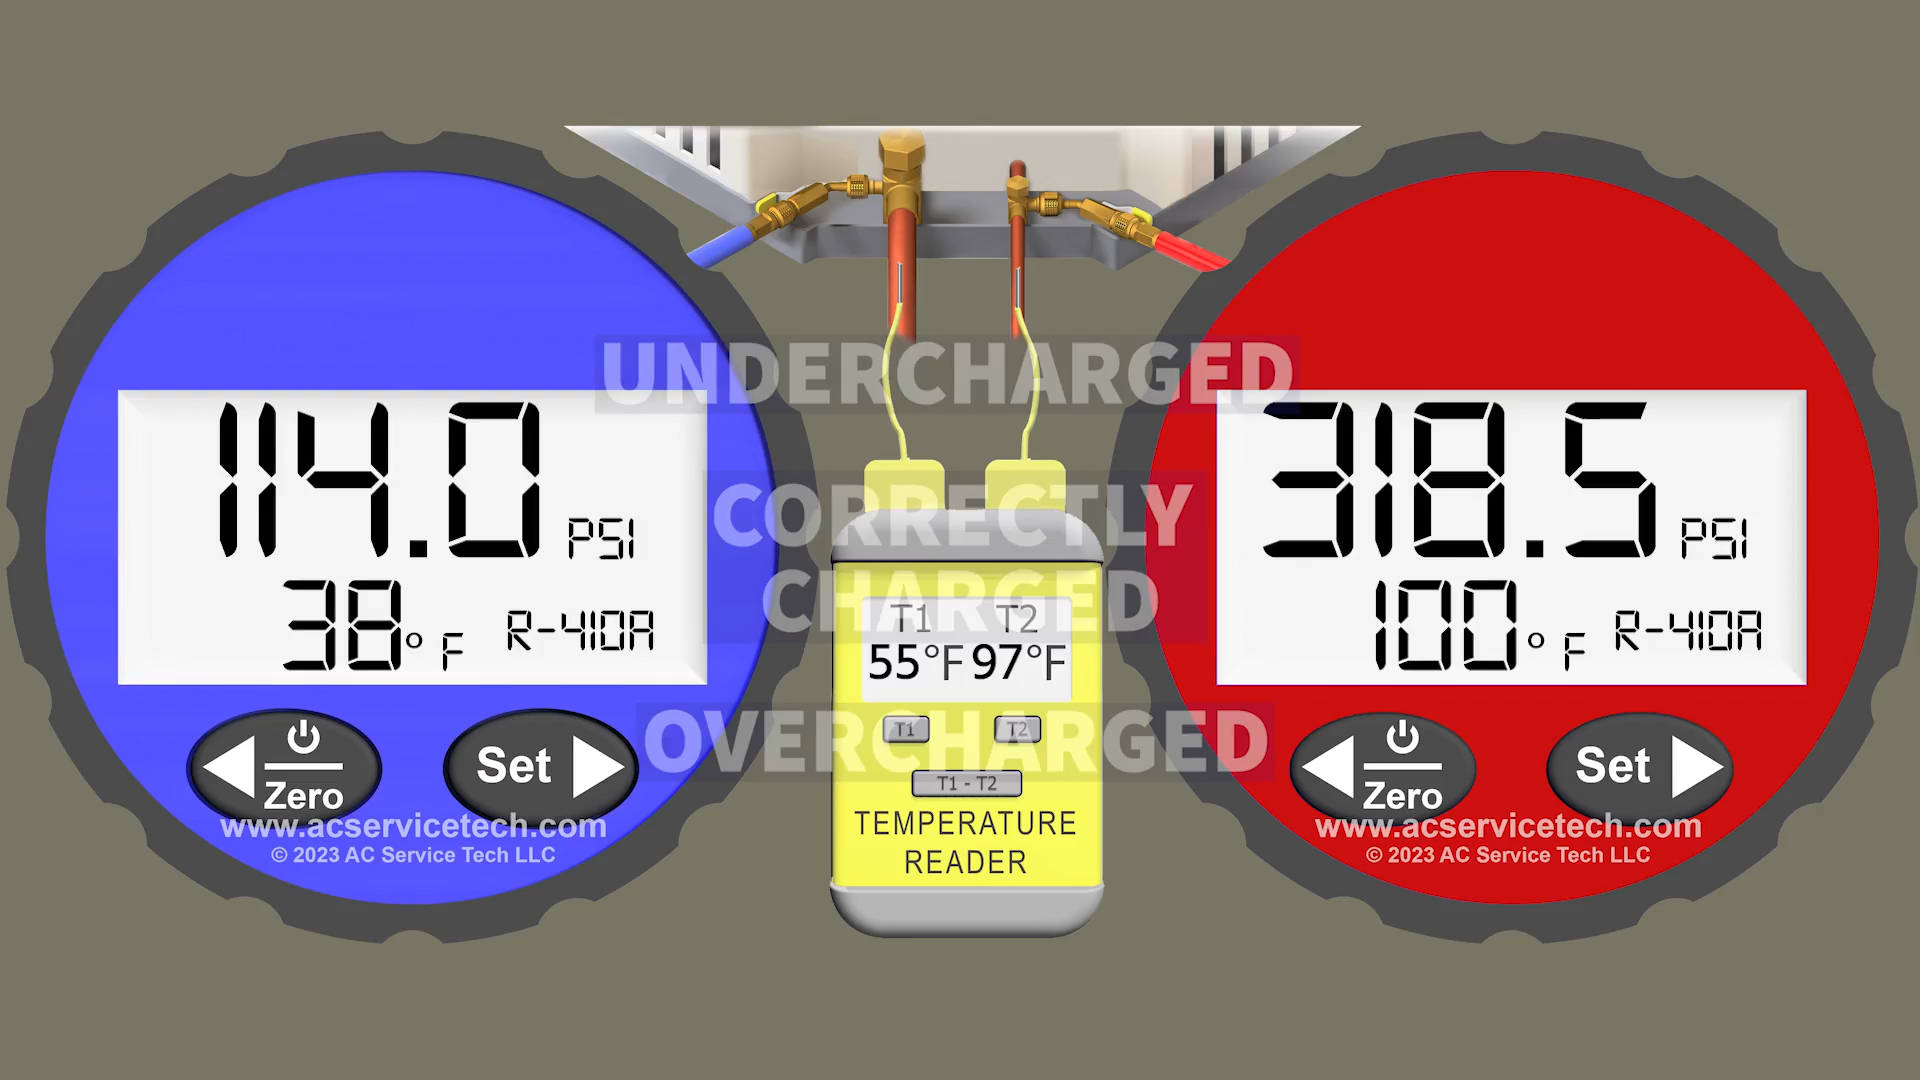 114.0 PSI
38° F R-410A
Zero
Set
www.acservicetech.com
© 2023 AC Service Tech LLC
UNDERCHARGED
CORRECTLY
CHARGED
OVERCHARGED
T1 T2
55°F 97°F
T1 T2
T1 - T2
TEMPERATURE
READER
318.5 PSI
100° F R-410A
Zero
Set
www.acservicetech.com
© 2023 AC Service Tech LLC